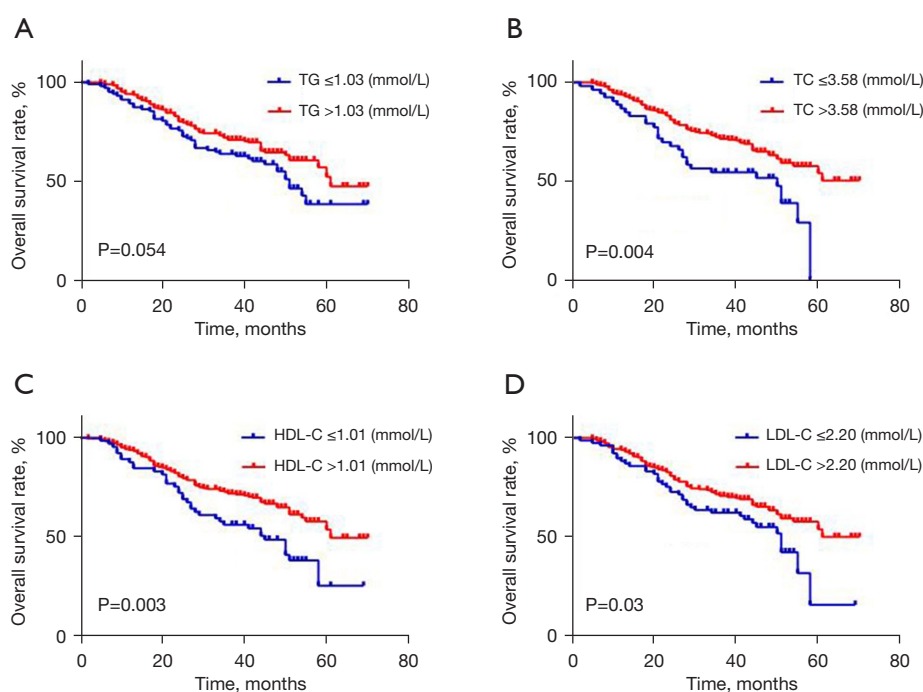 A
Overall survival rate, %
100
50
0
TG ≤1.03 (mmol/L)
TG >1.03 (mmol/L)
P=0.054
0 20 40 60 80
Time, months
B
Overall survival rate, %
100
50
0
TC ≤3.58 (mmol/L)
TC >3.58 (mmol/L)
P=0.004
0 20 40 60 80
Time, months
C
Overall survival rate, %
100
50
0
HDL-C ≤1.01 (mmol/L)
HDL-C >1.01 (mmol/L)
P=0.003
0 20 40 60 80
Time, months
D
Overall survival rate, %
100
50
0
LDL-C ≤2.20 (mmol/L)
LDL-C >2.20 (mmol/L)
P=0.03
0 20 40 60 80
Time, months